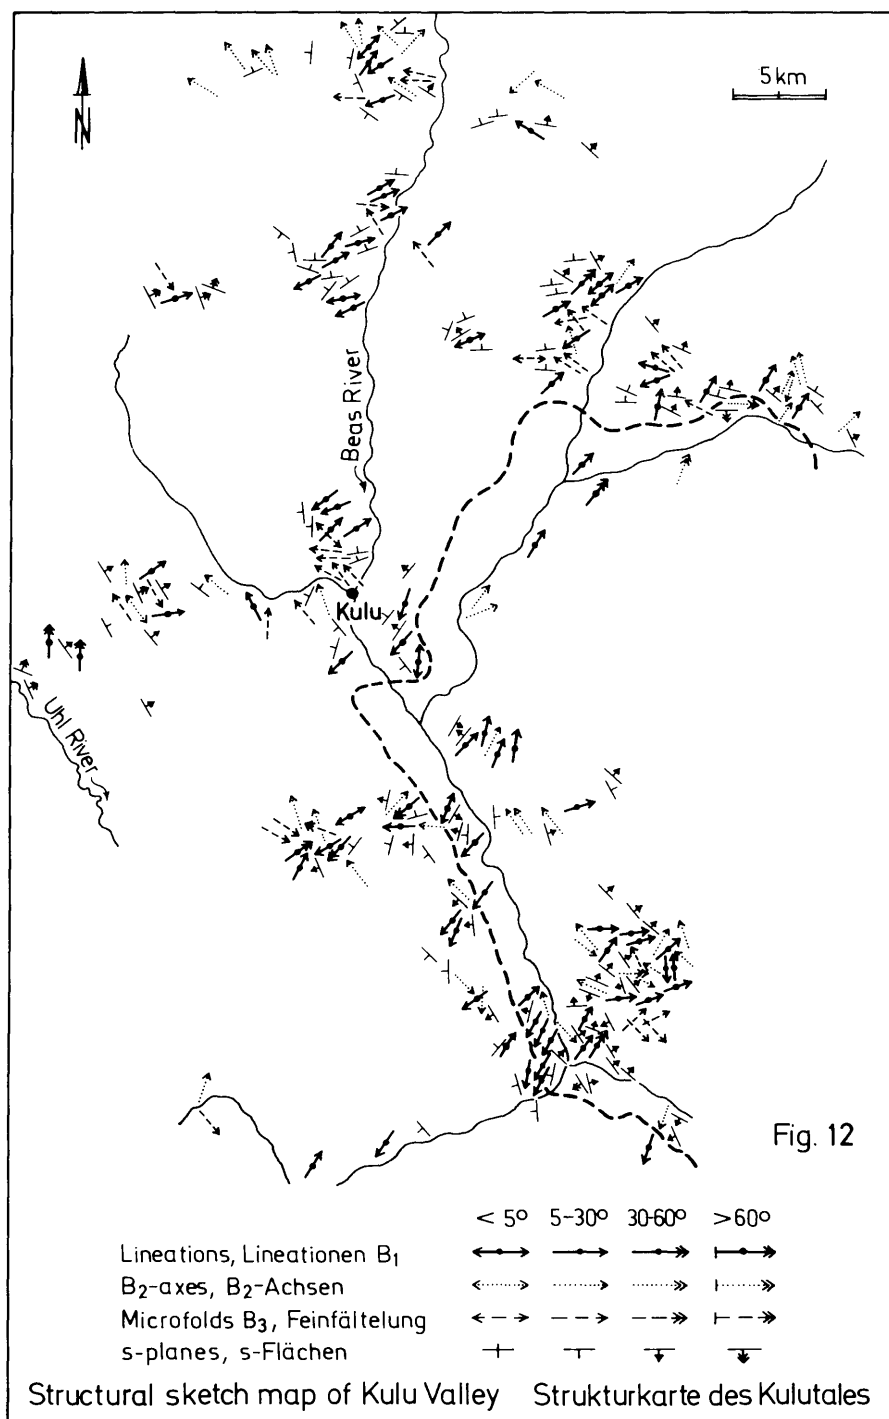 N
5 km
Beas River
Kulu
Uhl River
Fig. 12
< 5° 5-30° 30-60° >60°
Lineations, Lineationen B₁
B₂-axes, B₂-Achsen
Microfolds B₃, Feinfältelung
s-planes, s-Flächen
Structural sketch map of Kulu Valley Strukturkarte des Kulutales